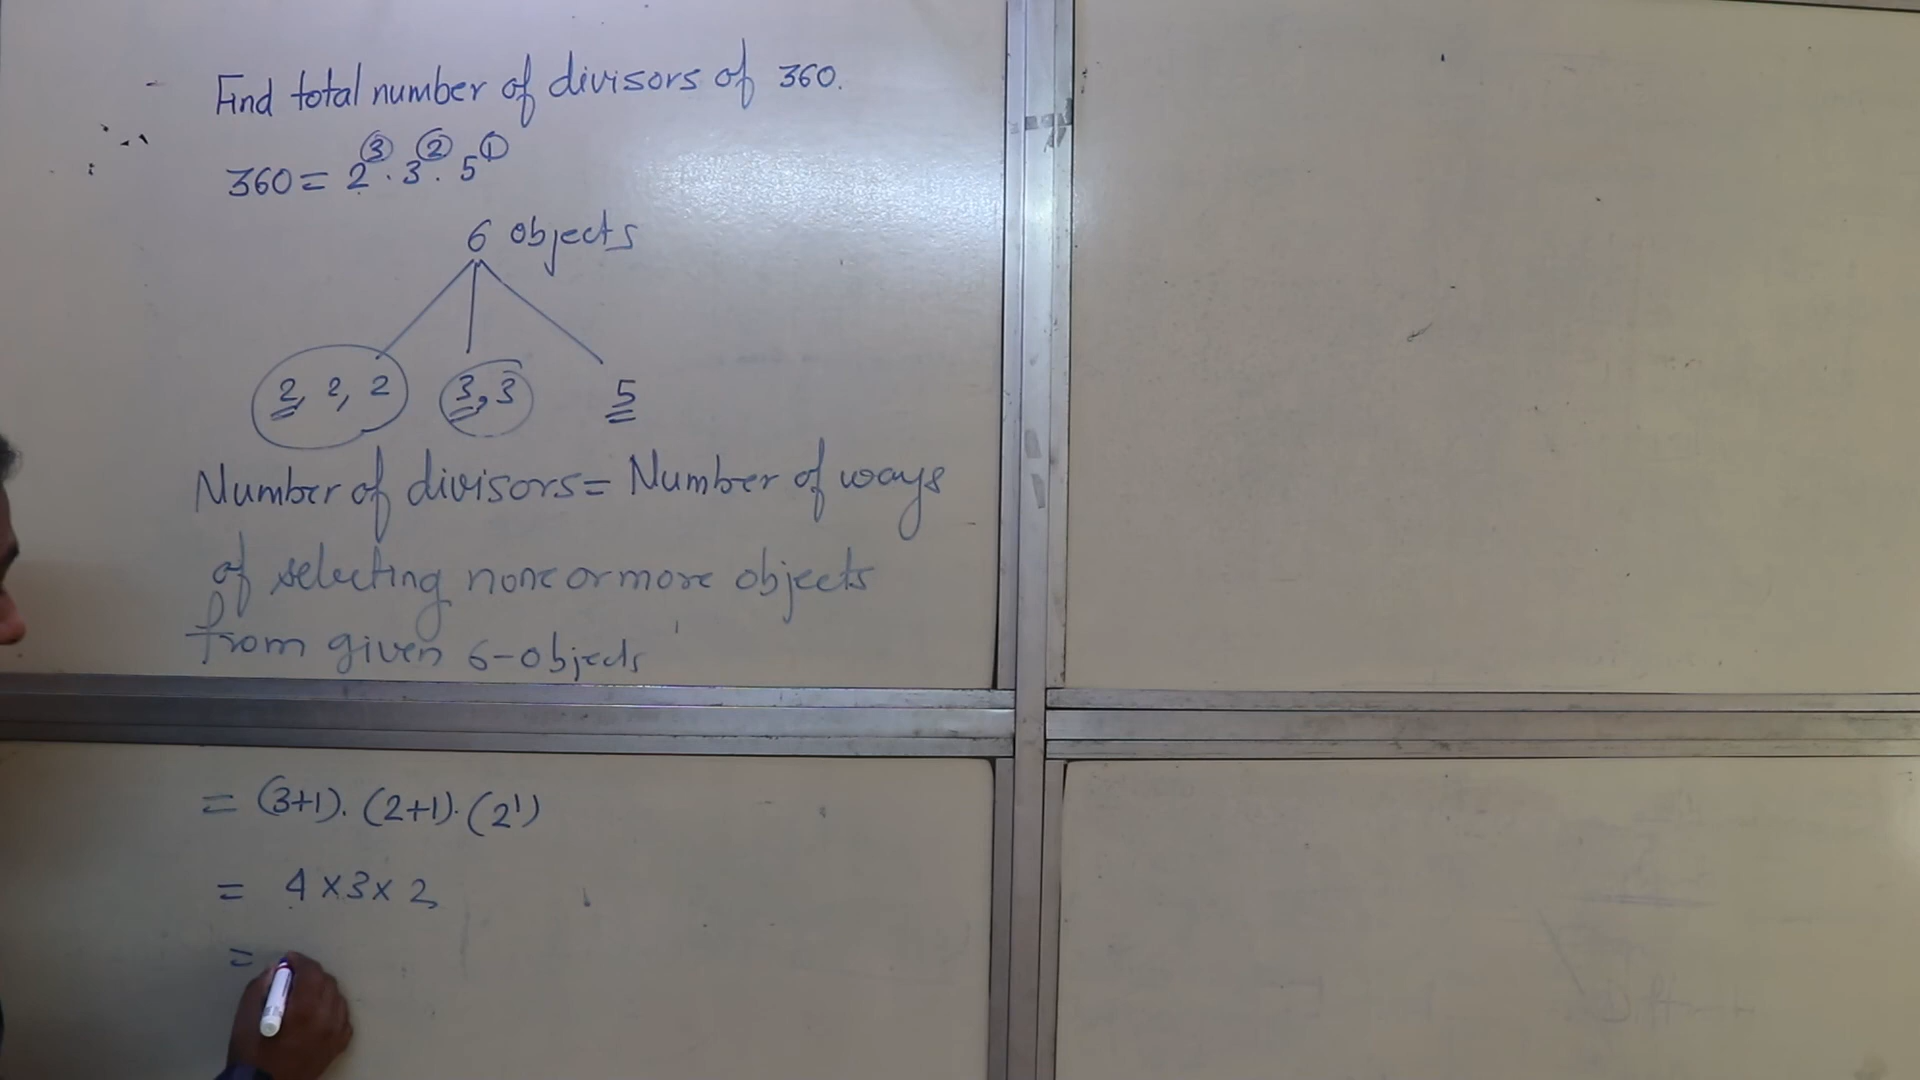 Find total number of divisors of 360.
360 = 2³ · 3² · 5¹
6 objects
2, 2, 2 3, 3 5
Number of divisors = Number of ways
of selecting none or more objects
from given 6-objects
= (3+1). (2+1). (2¹)
= 4 × 3 × 2
=